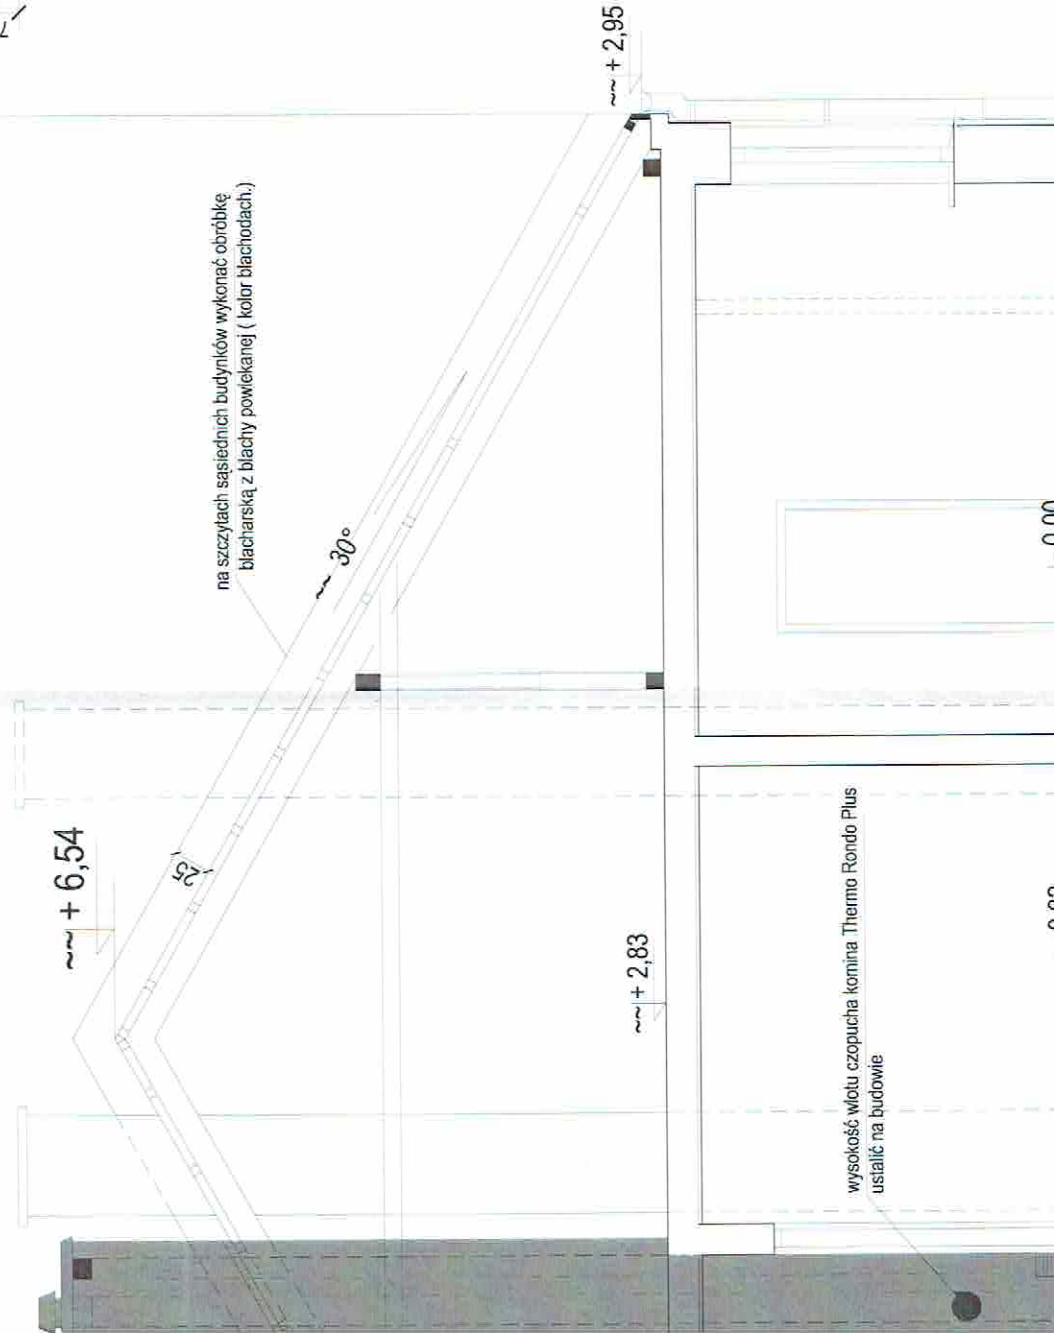 ~~ + 2,95
na szczytach sąsiednich budynków wykonać obróbkę
blacharską z blachy powlekanej ( kolor blachodach.)
~~ 30°
25
~~ + 6,54
~~ + 2,83
wysokość wlotu czopucha komina Thermo Rondo Plus
ustalić na budowie